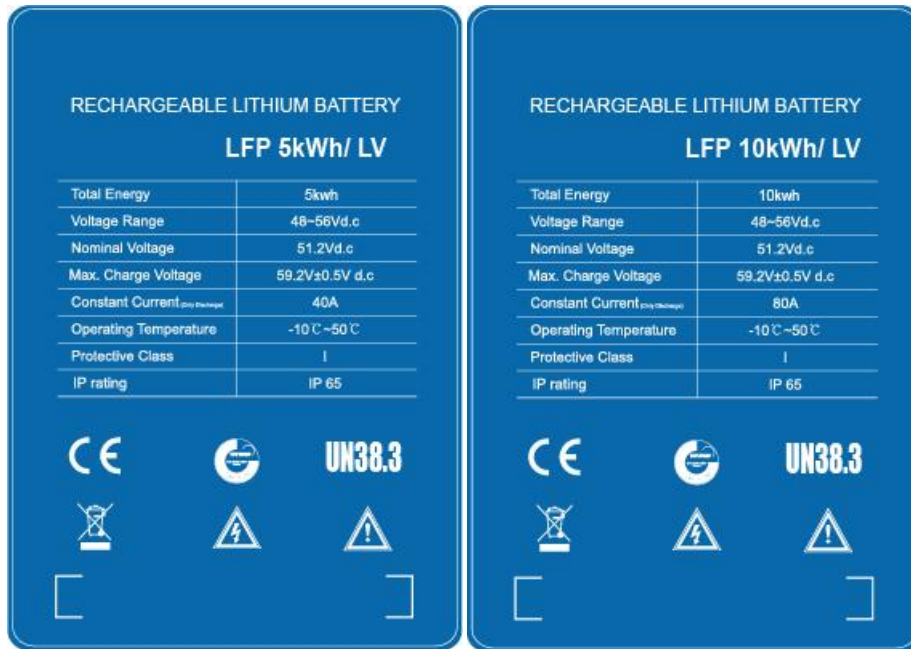 RECHARGEABLE LITHIUM BATTERY
LFP 5kWh/ LV
Total Energy 5kwh
Voltage Range 48~56Vd.c
Nominal Voltage 51.2Vd.c
Max. Charge Voltage 59.2V±0.5V d.c
Constant Current (Only Discharge) 40A
Operating Temperature -10℃~50℃
Protective Class I
IP rating IP 65
CE
UN38.3
RECHARGEABLE LITHIUM BATTERY
LFP 10kWh/ LV
Total Energy 10kwh
Voltage Range 48~56Vd.c
Nominal Voltage 51.2Vd.c
Max. Charge Voltage 59.2V±0.5V d.c
Constant Current (Only Discharge) 80A
Operating Temperature -10℃~50℃
Protective Class I
IP rating IP 65
CE
UN38.3